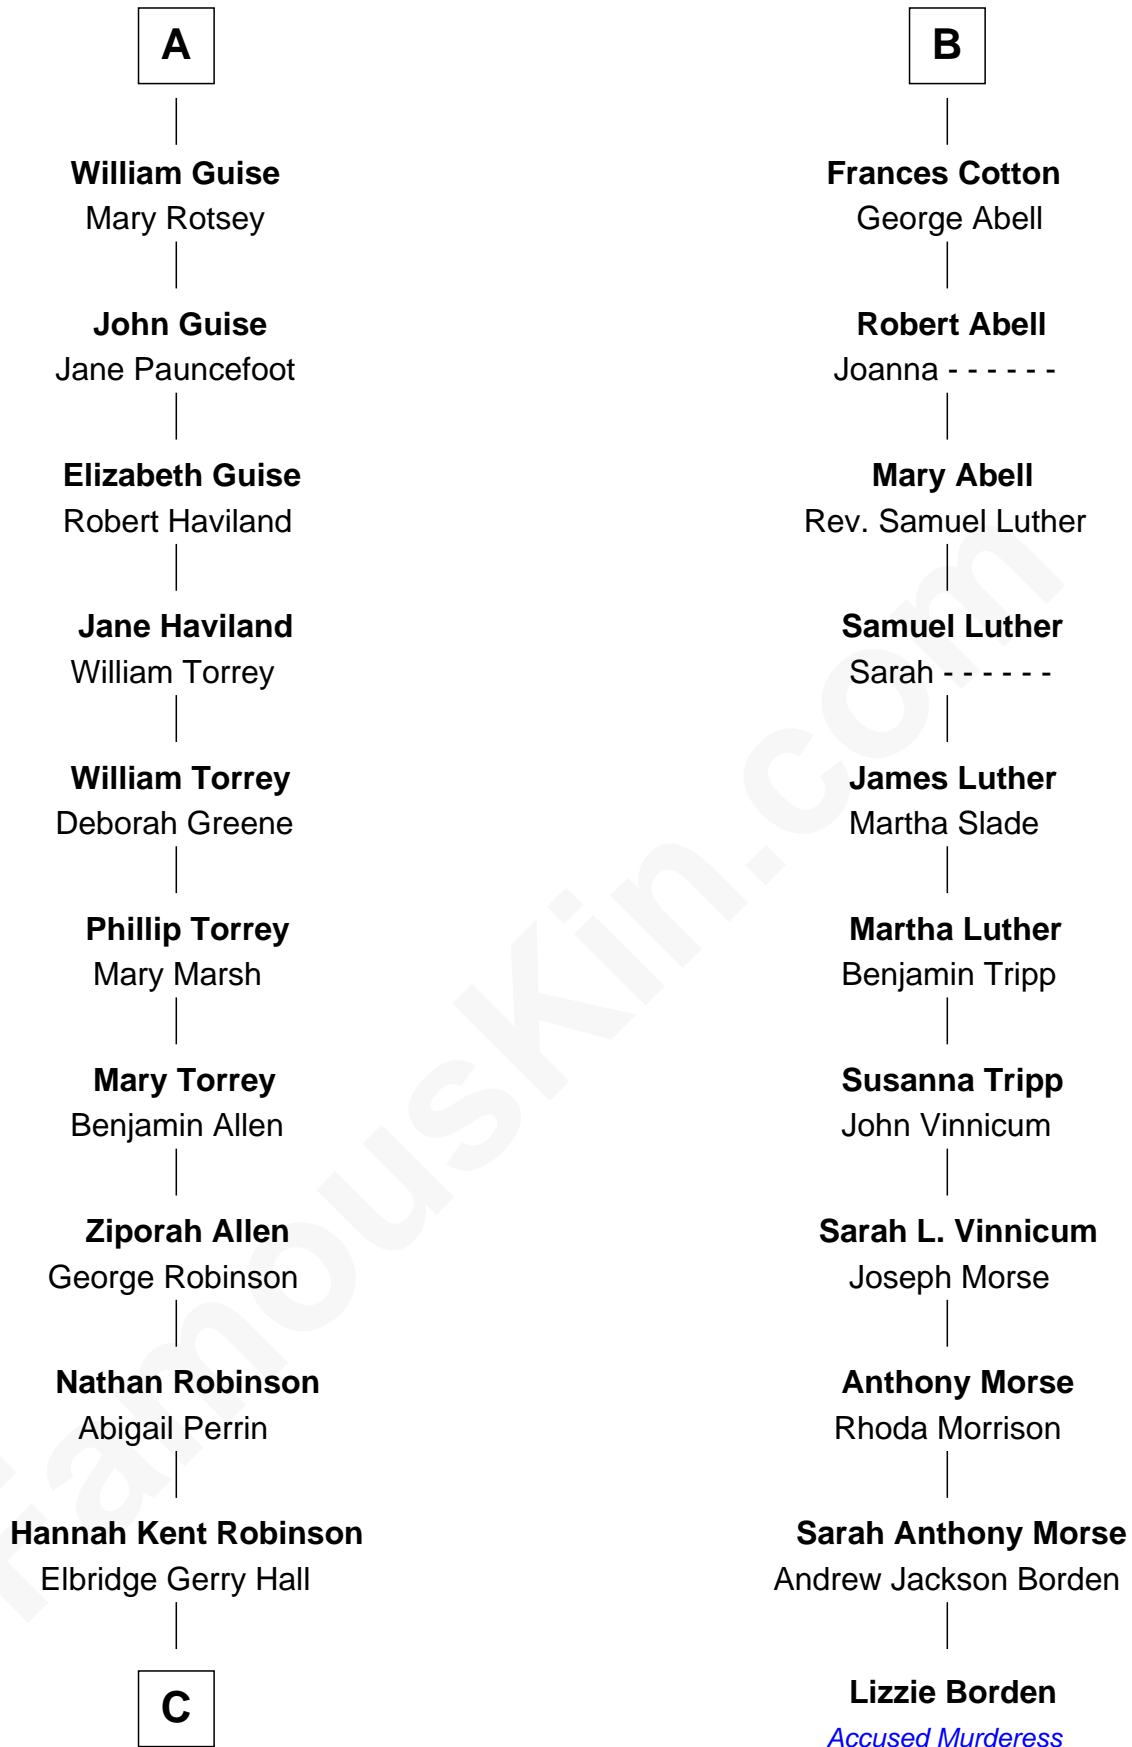 A
William Guise
Mary Rotsey
John Guise
Jane Pauncefoot
Elizabeth Guise
Robert Haviland
Jane Haviland
William Torrey
William Torrey
Deborah Greene
Phillip Torrey
Mary Marsh
Mary Torrey
Benjamin Allen
Ziporah Allen
George Robinson
Nathan Robinson
Abigail Perrin
Hannah Kent Robinson
Elbridge Gerry Hall
C
B
Frances Cotton
George Abell
Robert Abell
Joanna - - - - - -
Mary Abell
Rev. Samuel Luther
Samuel Luther
Sarah - - - - - -
James Luther
Martha Slade
Martha Luther
Benjamin Tripp
Susanna Tripp
John Vinnicum
Sarah L. Vinnicum
Joseph Morse
Anthony Morse
Rhoda Morrison
Sarah Anthony Morse
Andrew Jackson Borden
Lizzie Borden
Accused Murderess
FamousKin.com